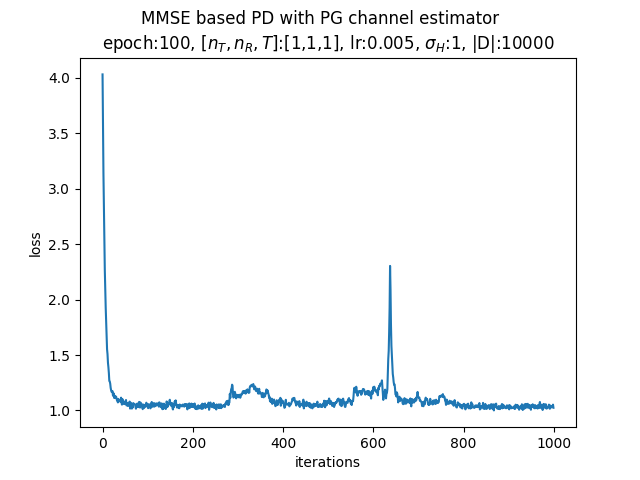 MMSE based PD with PG channel estimator
epoch:100, [n_T, n_R, T]:[1,1,1], lr:0.005, σ_H:1, |D|:10000
4.0
3.5
3.0
2.5
2.0
1.5
1.0
loss
0 200 400 600 800 1000
iterations